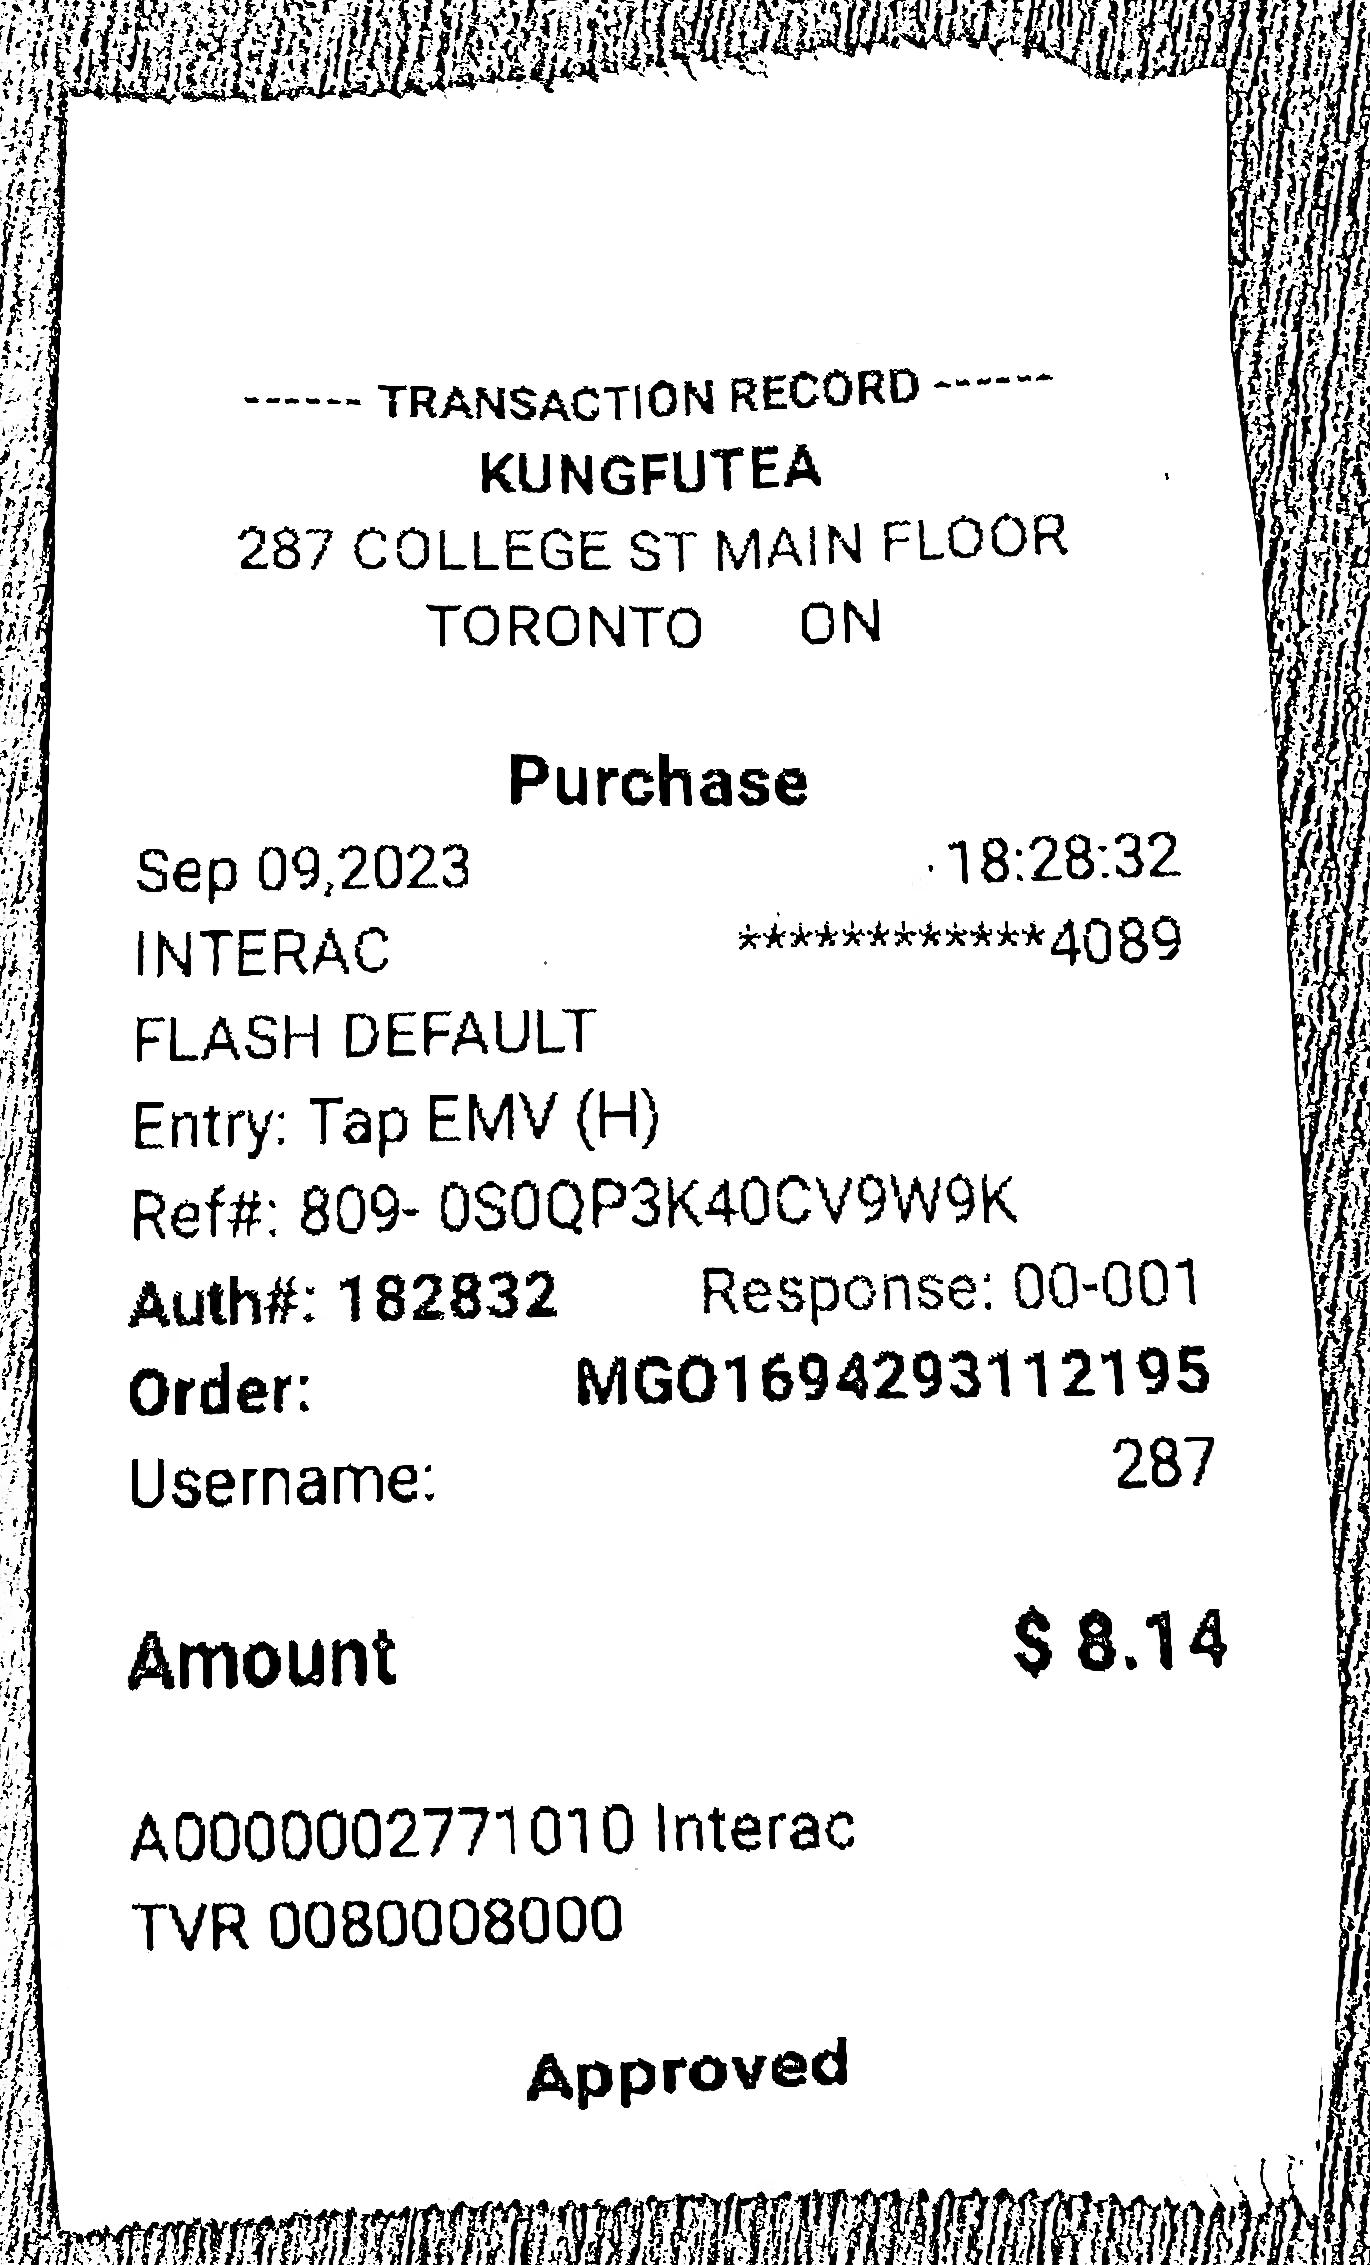 ------ TRANSACTION RECORD ------
KUNGFUTEA
287 COLLEGE ST MAIN FLOOR
TORONTO ON
Purchase
Sep 09,2023 18:28:32
INTERAC ************4089
FLASH DEFAULT
Entry: Tap EMV (H)
Ref#: 809- 0S0QP3K40CV9W9K
Auth#: 182832 Response: 00-001
Order: MGO1694293112195
Username: 287
Amount $ 8.14
A0000002771010 Interac
TVR 0080008000
Approved